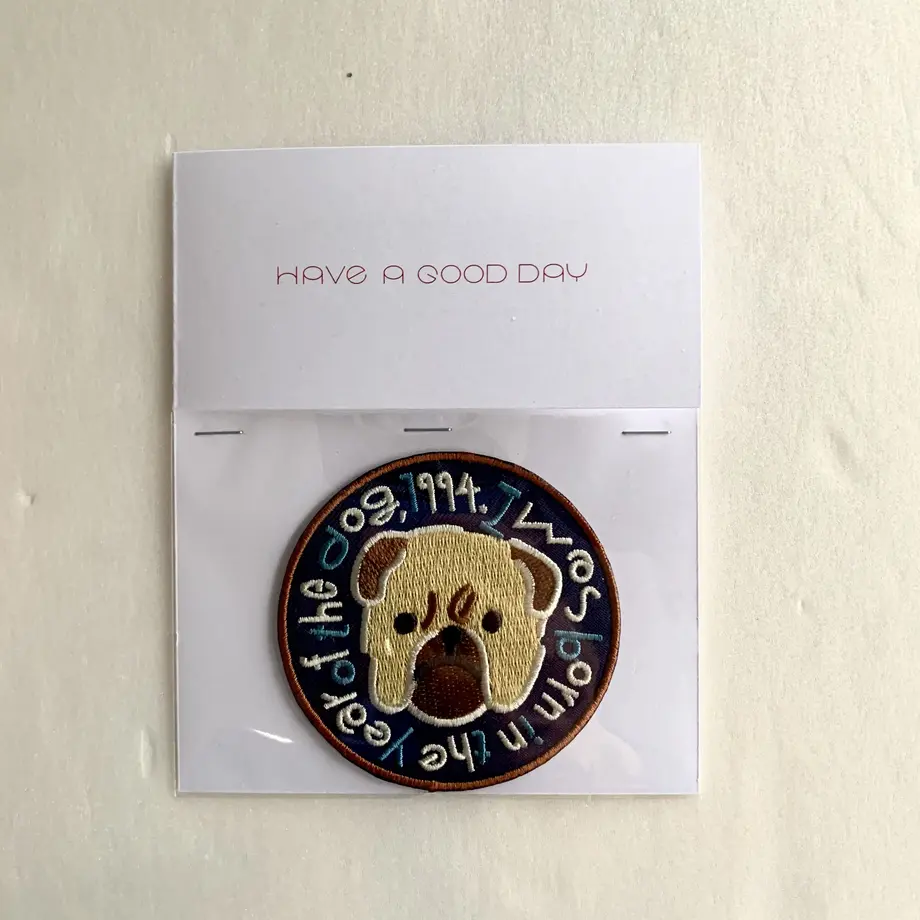 HAVE A GOOD DAY
I was born in the year of the dog, 1994.